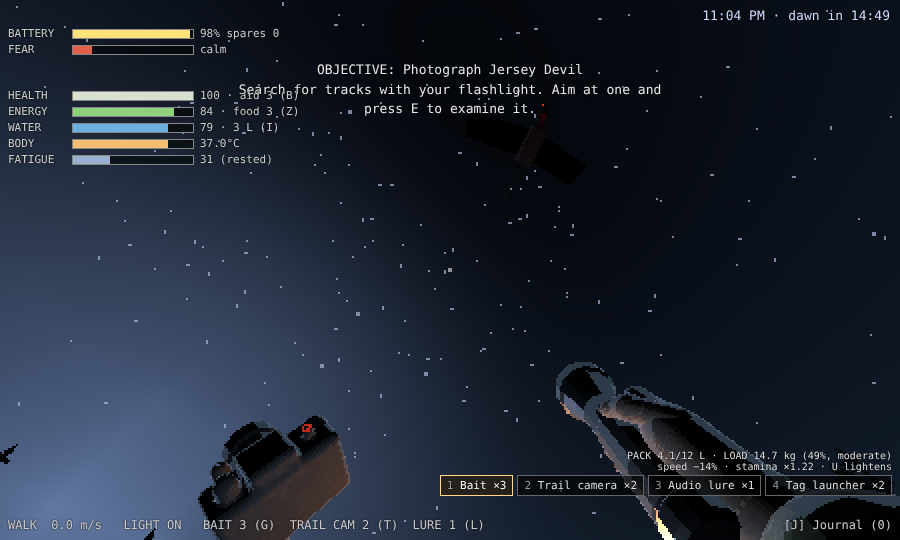 11:04 PM · dawn in 14:49
BATTERY 98% spares 0
FEAR calm
OBJECTIVE: Photograph Jersey Devil
Search for tracks with your flashlight. Aim at one and
press E to examine it.
HEALTH 100 · aid 3 (B)
ENERGY 84 · food 3 (Z)
WATER 79 · 3 L (I)
BODY 37.0°C
FATIGUE 31 (rested)
PACK 4.1/12 L · LOAD 14.7 kg (49%, moderate)
speed −14% · stamina ×1.22 · U lightens
1 Bait ×3 2 Trail camera ×2 3 Audio lure ×1 4 Tag launcher ×2
WALK 0.0 m/s LIGHT ON BAIT 3 (G) TRAIL CAM 2 (T) LURE 1 (L) [J] Journal (0)